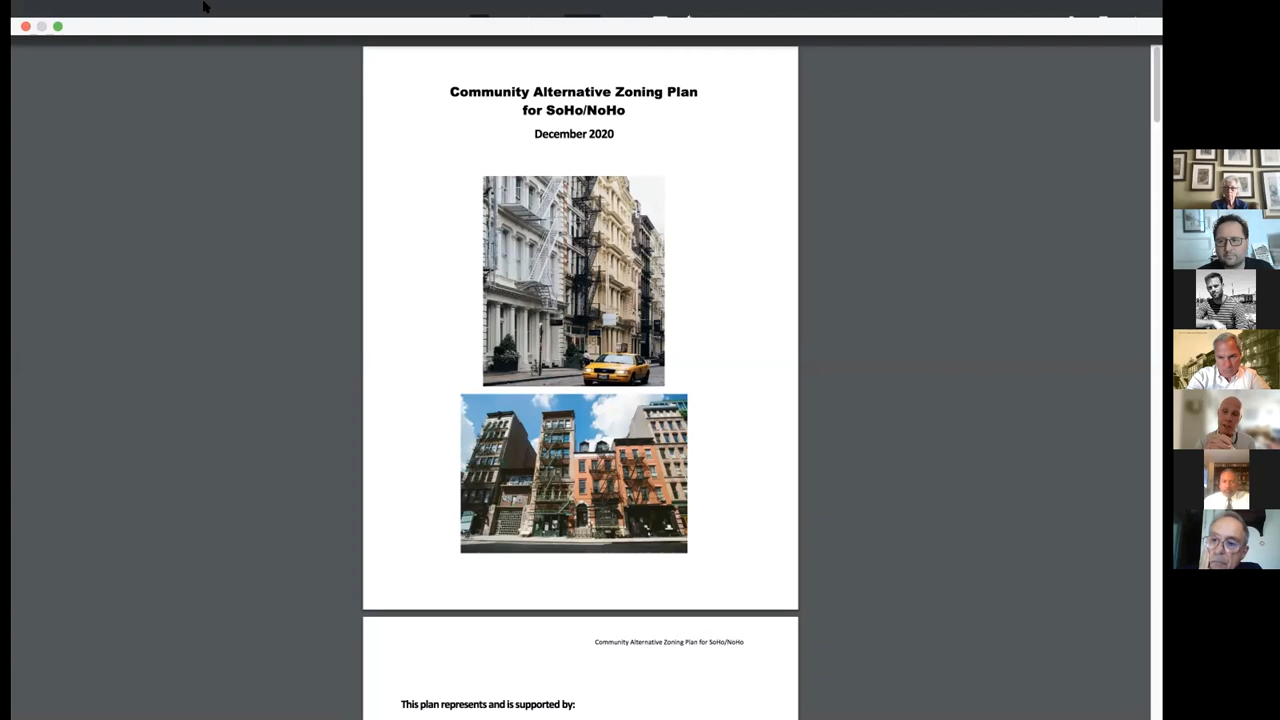 Community Alternative Zoning Plan
for SoHo/NoHo
December 2020
Community Alternative Zoning Plan for SoHo/NoHo
This plan represents and is supported by: